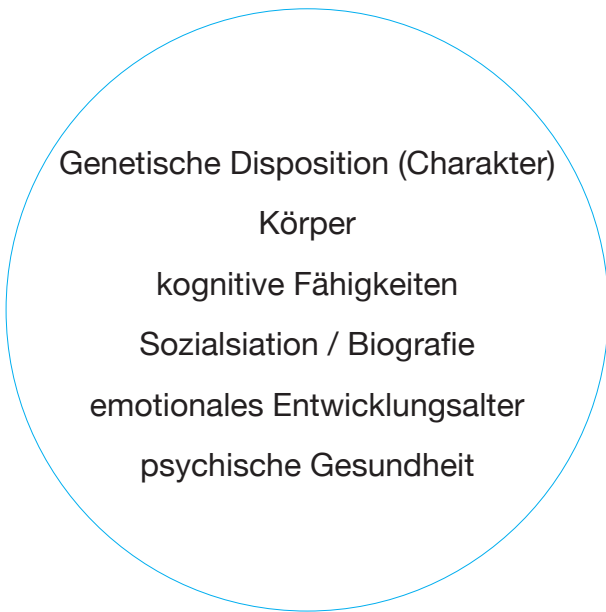 Genetische Disposition (Charakter)
Körper
kognitive Fähigkeiten
Sozialsiation / Biografie
emotionales Entwicklungsalter
psychische Gesundheit